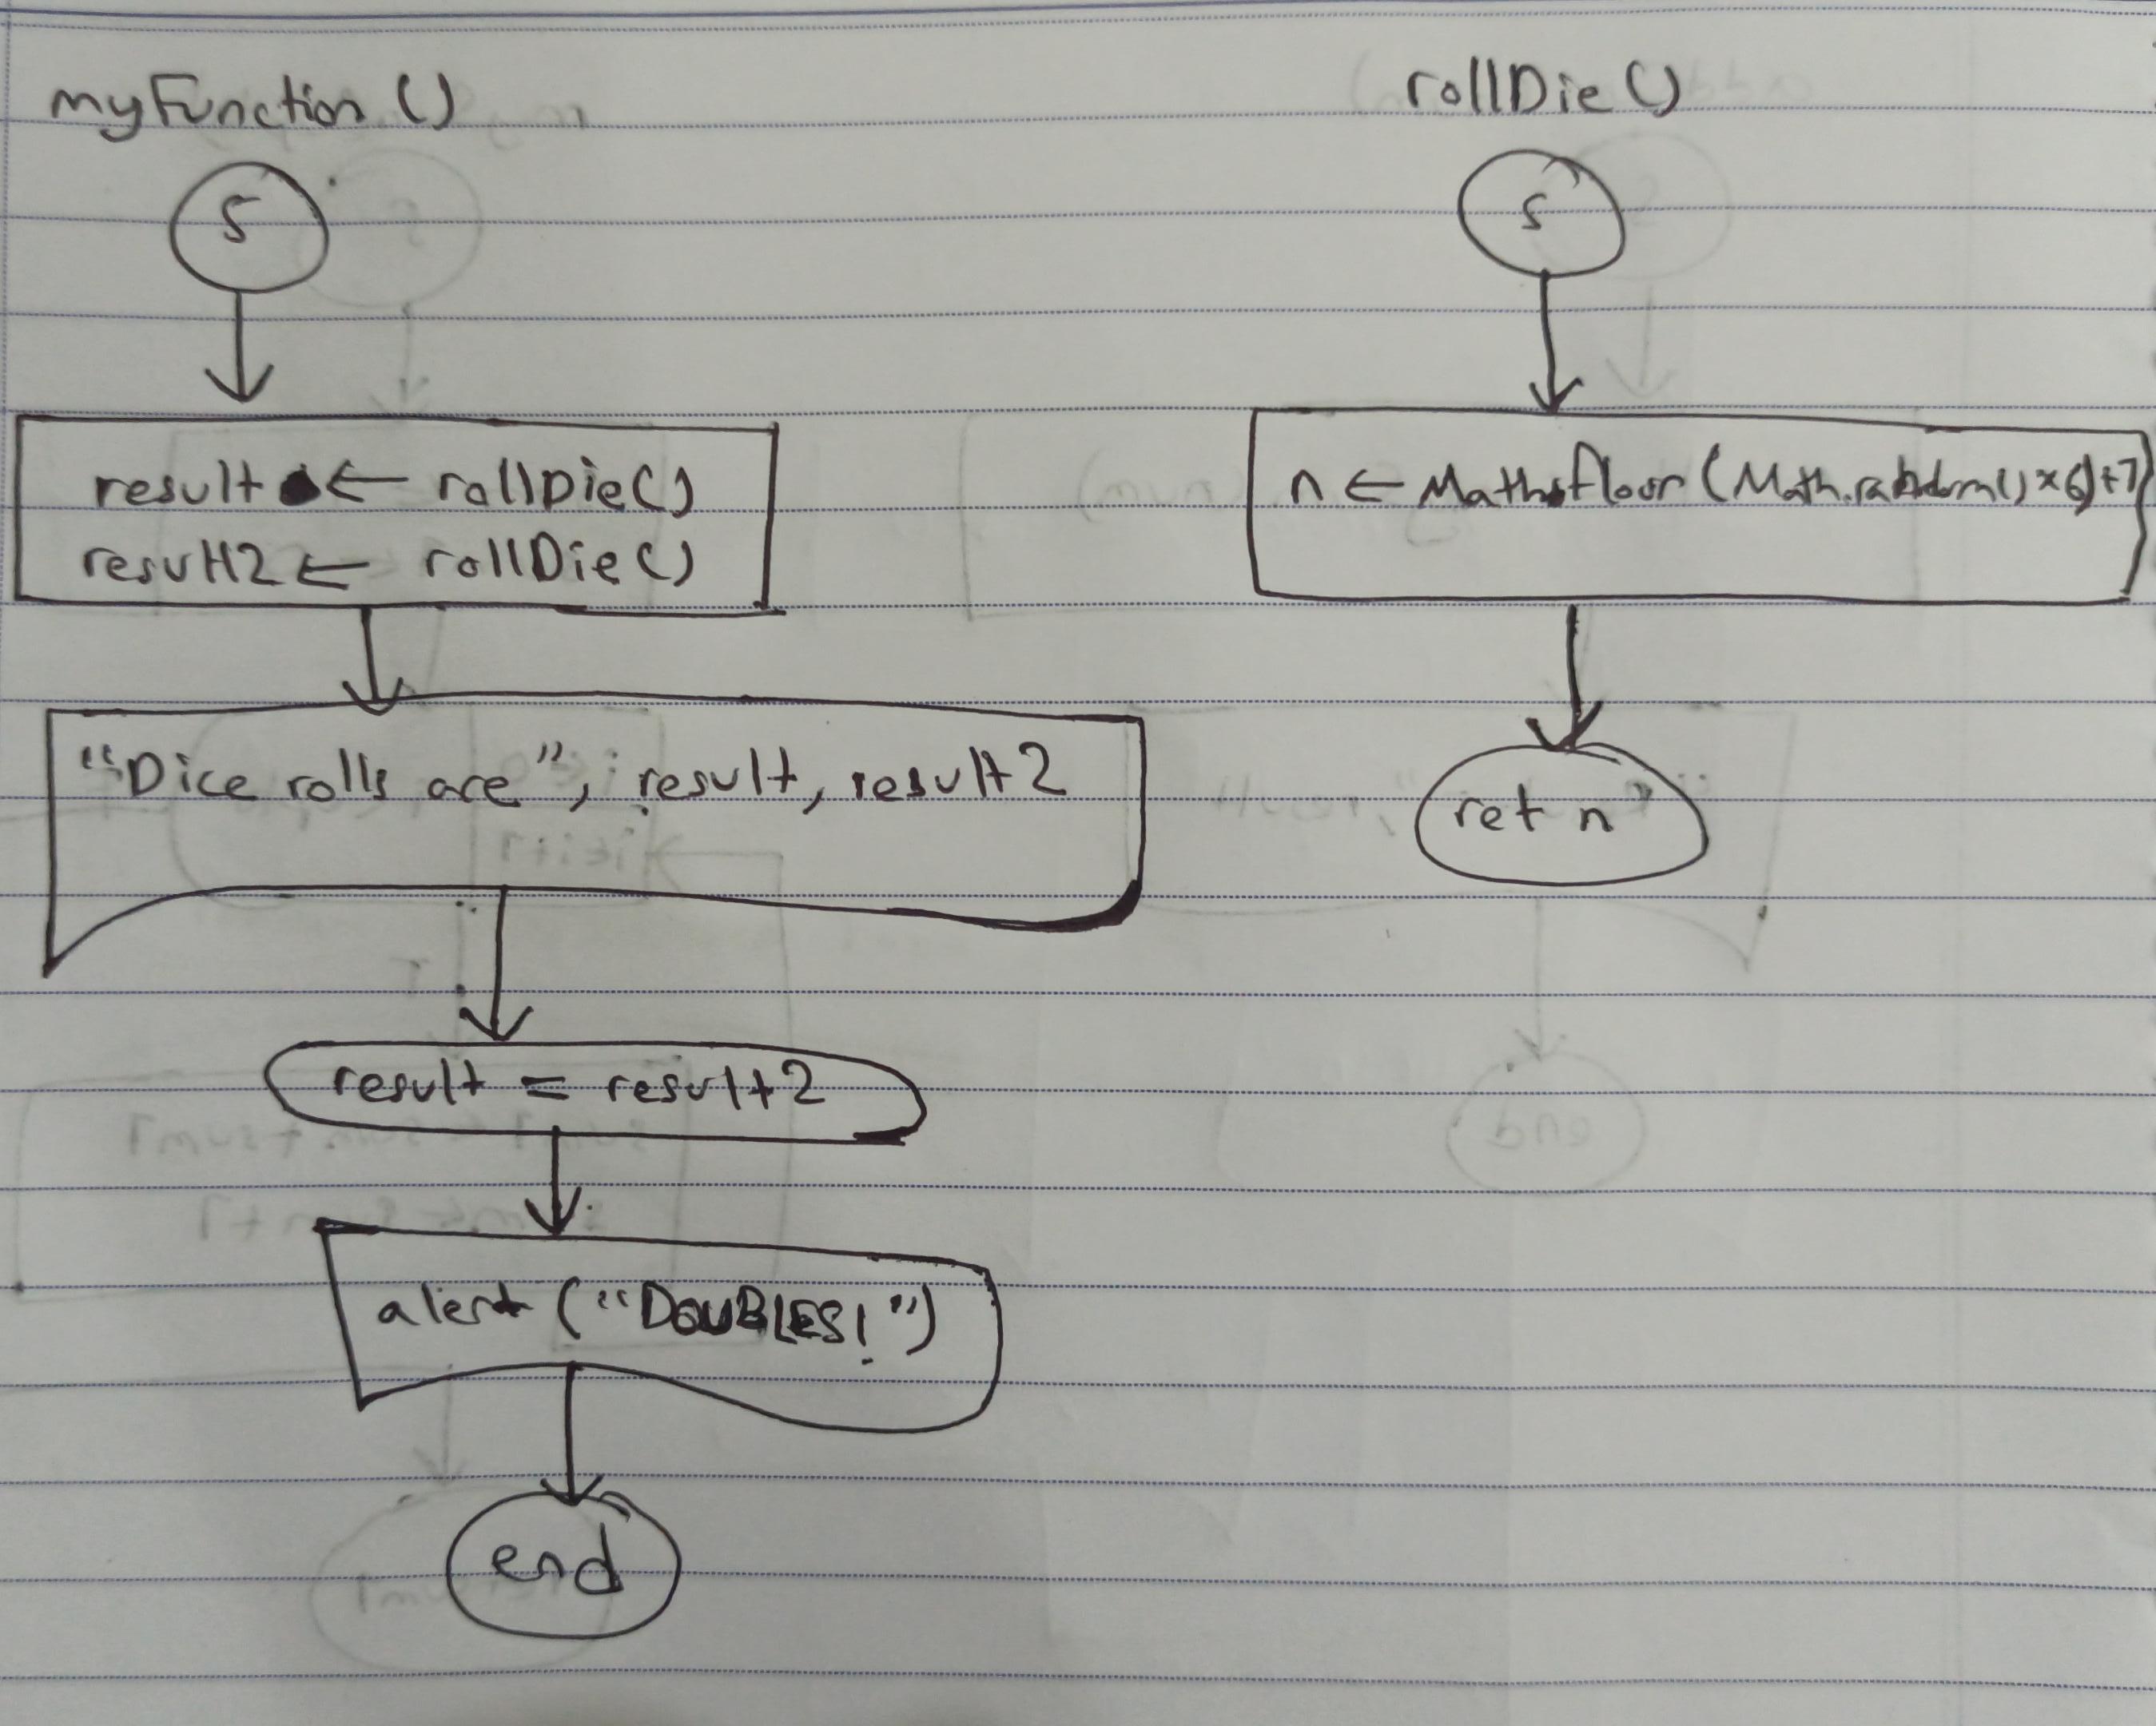 myFunction ()
S
result ← rollDie()
result2 ← rollDie()
"Dice rolls are", result, result2
result = result2
alert ("DOUBLES!")
end
rollDie ()
S
n ← Math.floor (Math.random() × 6) + 1
ret n